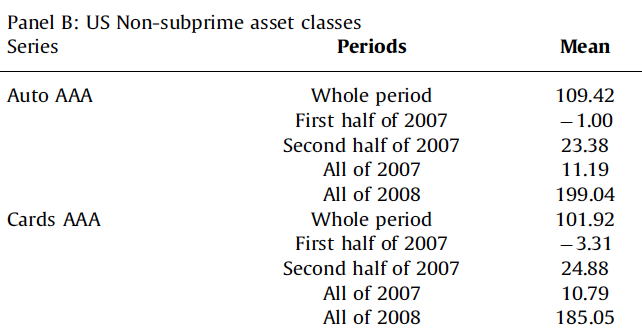 Panel B: US Non-subprime asset classes
Series Periods Mean
Auto AAA Whole period 109.42
First half of 2007 −1.00
Second half of 2007 23.38
All of 2007 11.19
All of 2008 199.04
Cards AAA Whole period 101.92
First half of 2007 −3.31
Second half of 2007 24.88
All of 2007 10.79
All of 2008 185.05